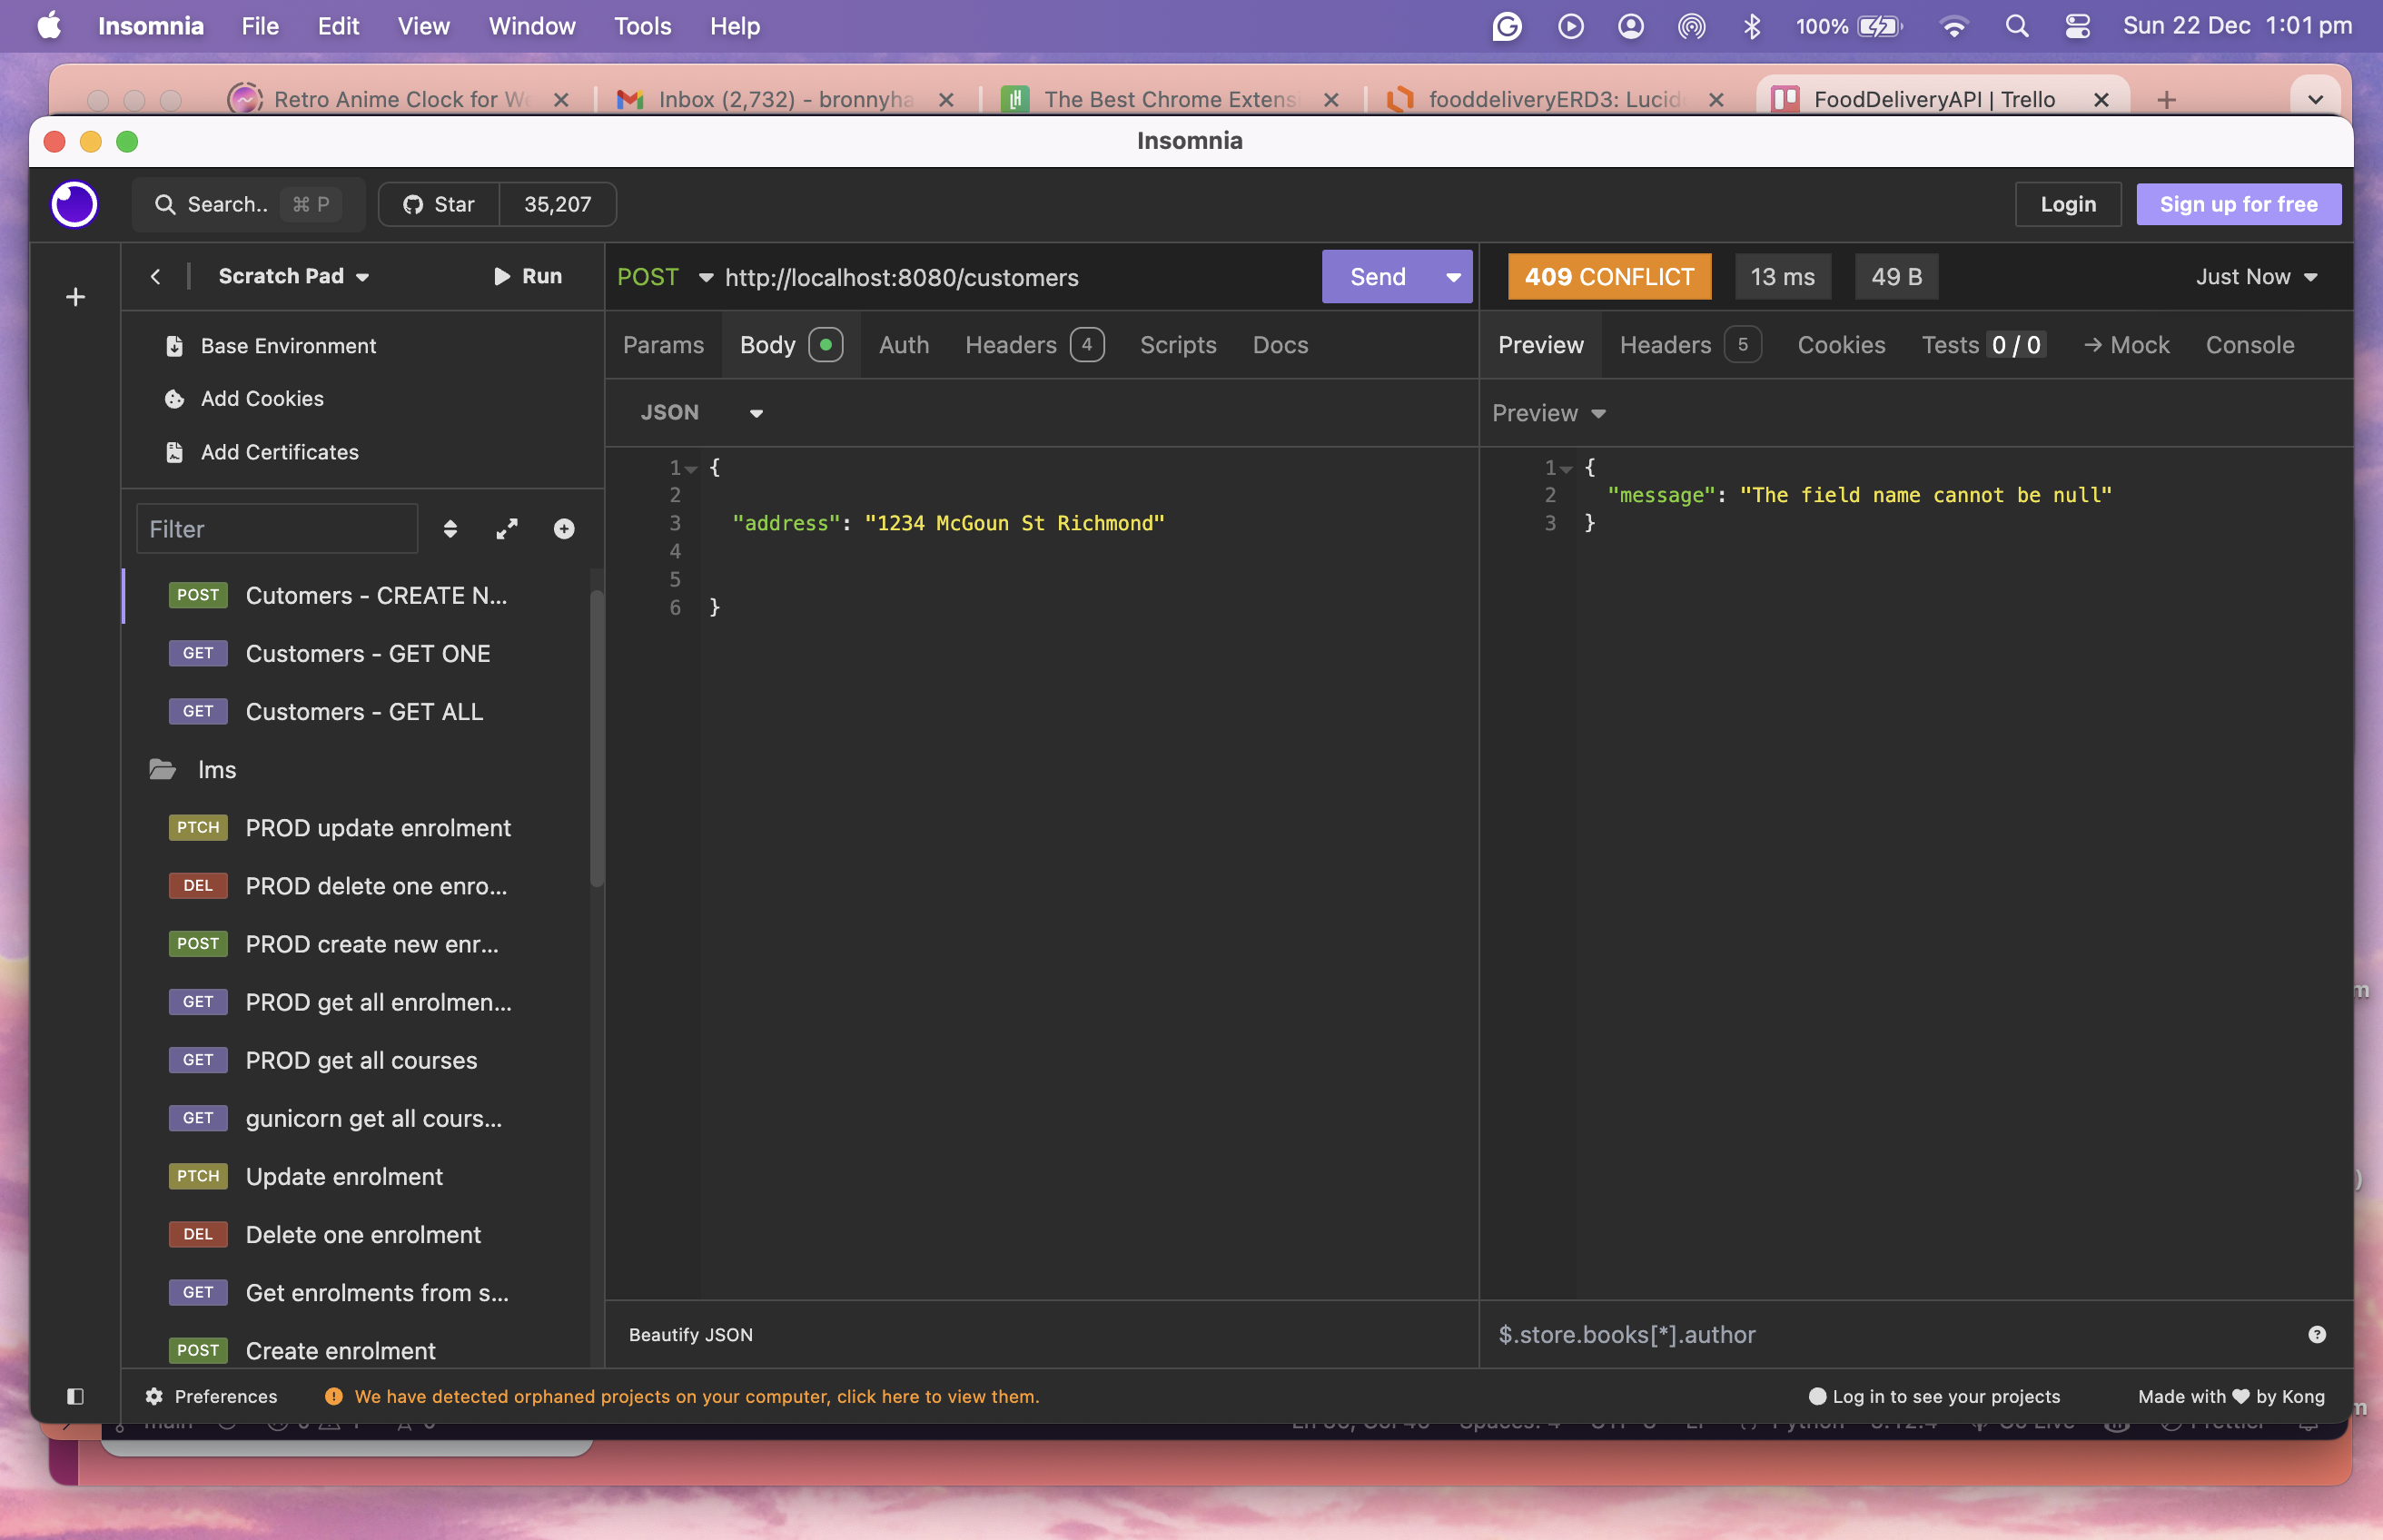 Insomnia File Edit View Window Tools Help 100% Sun 22 Dec 1:01 pm
Retro Anime Clock for We Inbox (2,732) - bronnyha The Best Chrome Extensi fooddeliveryERD3: Lucid FoodDeliveryAPI | Trello
Insomnia
Search.. ⌘ P Star 35,207 Login Sign up for free
Scratch Pad Run
POST http://localhost:8080/customers Send
409 CONFLICT 13 ms 49 B Just Now
Base Environment
Add Cookies
Add Certificates
Params Body Auth Headers 4 Scripts Docs
Preview Headers 5 Cookies Tests 0 / 0 → Mock Console
JSON
Preview
Filter
POST Cutomers - CREATE N...
GET Customers - GET ONE
GET Customers - GET ALL
lms
PTCH PROD update enrolment
DEL PROD delete one enro...
POST PROD create new enr...
GET PROD get all enrolmen...
GET PROD get all courses
GET gunicorn get all cours...
PTCH Update enrolment
DEL Delete one enrolment
GET Get enrolments from s...
POST Create enrolment
1 {
2
3 "address": "1234 McGoun St Richmond"
4
5
6 }
1 {
2 "message": "The field name cannot be null"
3 }
Beautify JSON
$.store.books[*].author
Preferences We have detected orphaned projects on your computer, click here to view them. Log in to see your projects Made with ♥ by Kong